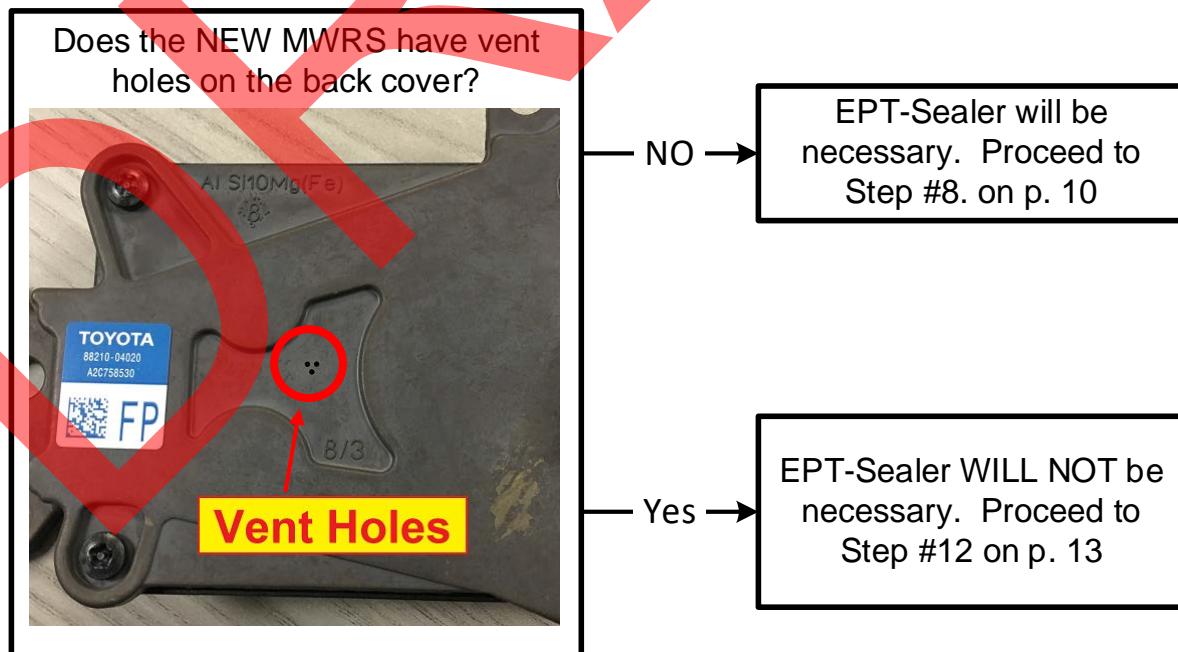 Does the NEW MWRS have vent
holes on the back cover?
Al Si10Mg(Fe)
8
TOYOTA
88210-04020
A2C758530
FP
8/3
Vent Holes
NO
EPT-Sealer will be
necessary. Proceed to
Step #8. on p. 10
Yes
EPT-Sealer WILL NOT be
necessary. Proceed to
Step #12 on p. 13